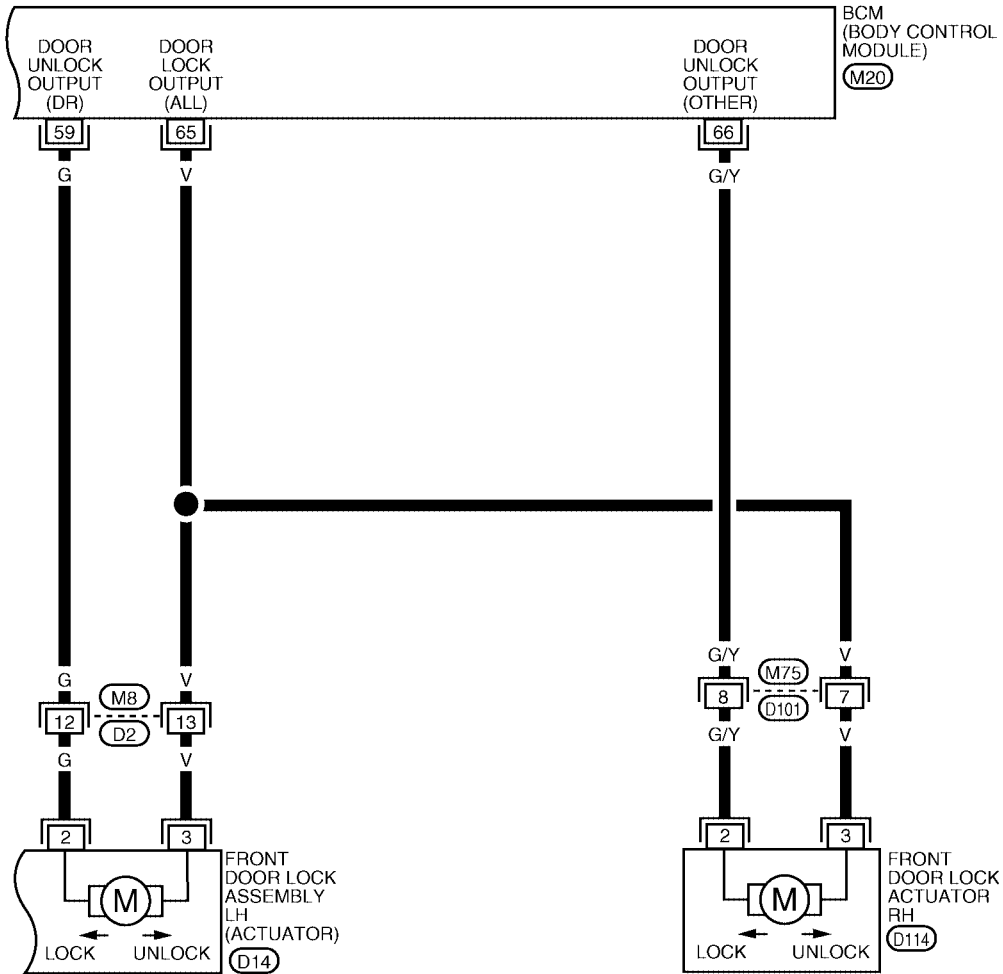 BCM
(BODY CONTROL
MODULE)
M20
DOOR
UNLOCK
OUTPUT
(DR)
DOOR
LOCK
OUTPUT
(ALL)
DOOR
UNLOCK
OUTPUT
(OTHER)
59
65
66
G
V
G/Y
G
V
G/Y
V
M8
M75
12
13
8
7
D2
D101
G
V
G/Y
V
2
3
2
3
FRONT
DOOR LOCK
ASSEMBLY
LH
(ACTUATOR)
D14
M
LOCK
UNLOCK
FRONT
DOOR LOCK
ACTUATOR
RH
D114
M
LOCK
UNLOCK